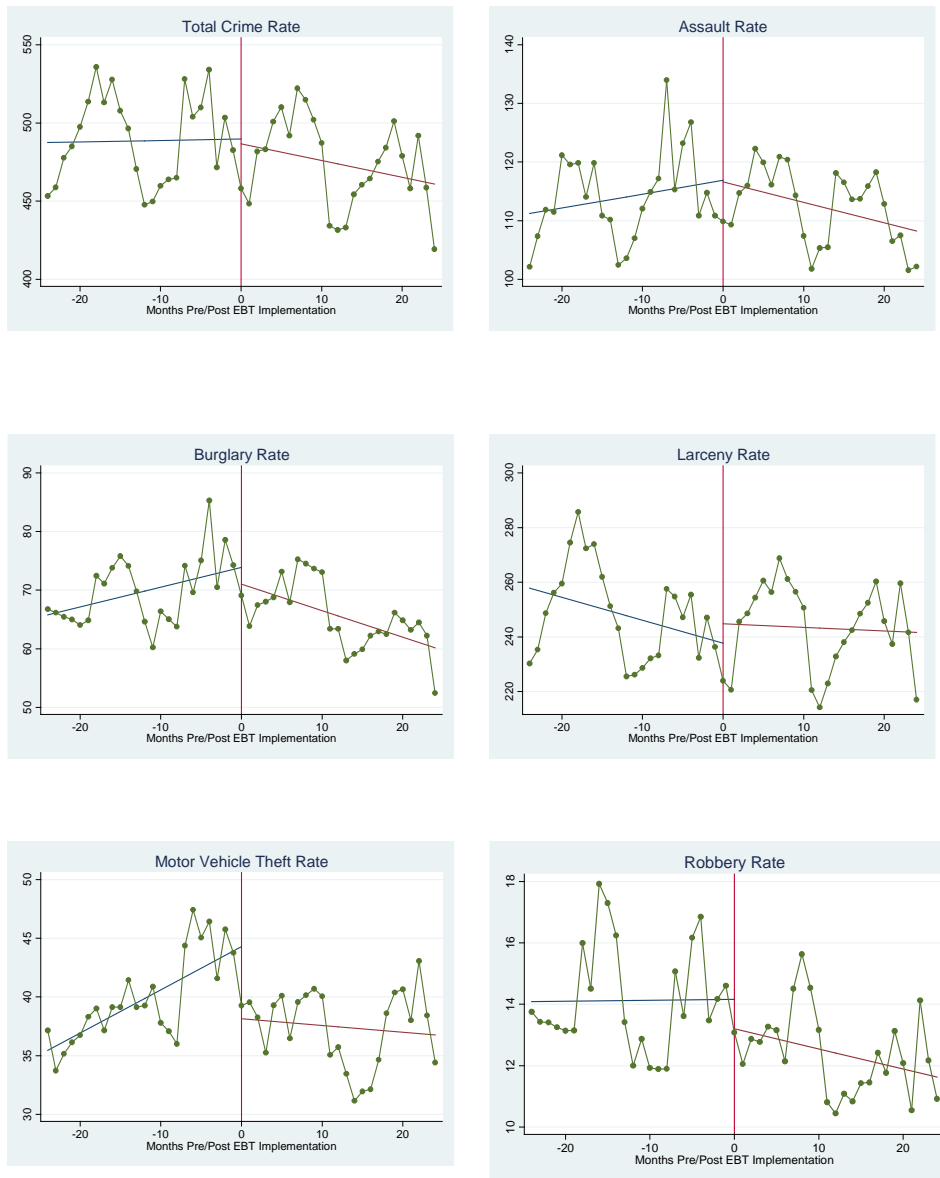 Total Crime Rate
550
500
450
400
-20 -10 0 10 20
Months Pre/Post EBT Implementation
Assault Rate
140
130
120
110
100
-20 -10 0 10 20
Months Pre/Post EBT Implementation
Burglary Rate
90
80
70
60
50
-20 -10 0 10 20
Months Pre/Post EBT Implementation
Larceny Rate
300
280
260
240
220
-20 -10 0 10 20
Months Pre/Post EBT Implementation
Motor Vehicle Theft Rate
50
45
40
35
30
-20 -10 0 10 20
Months Pre/Post EBT Implementation
Robbery Rate
18
16
14
12
10
-20 -10 0 10 20
Months Pre/Post EBT Implementation